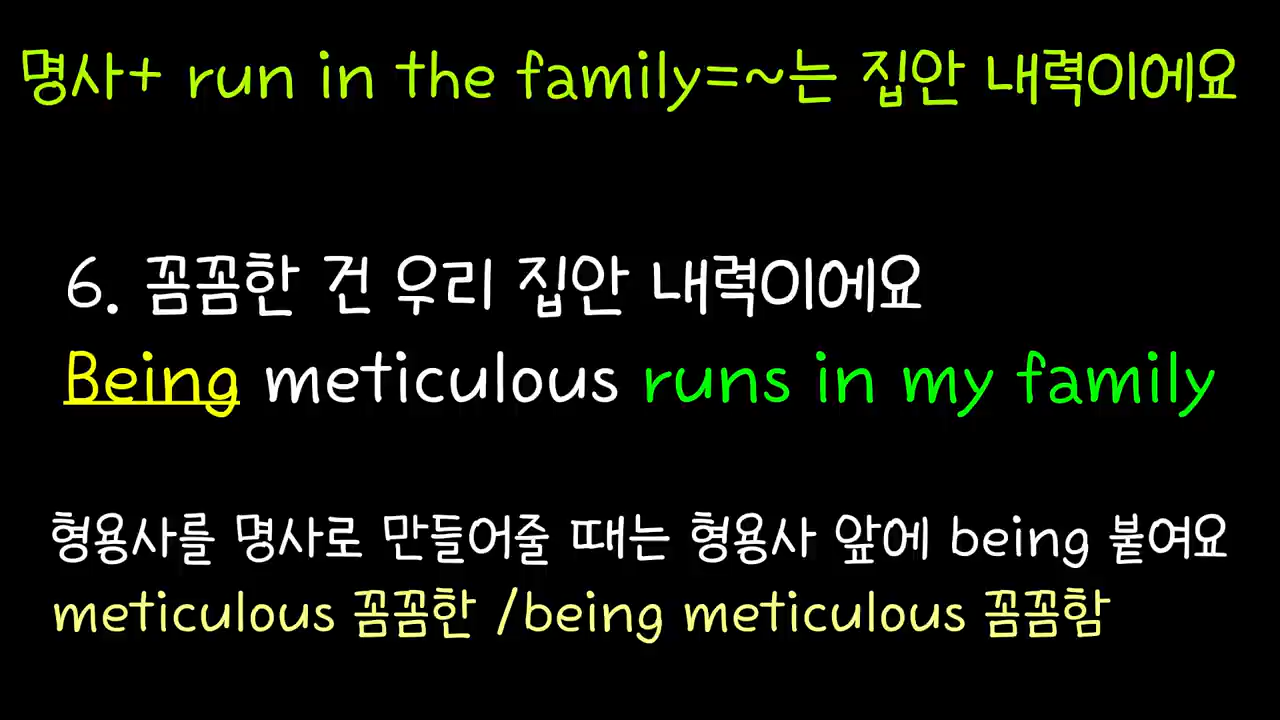 명사+ run in the family=~는 집안 내력이에요
6. 꼼꼼한 건 우리 집안 내력이에요
Being meticulous runs in my family
형용사를 명사로 만들어줄 때는 형용사 앞에 being 붙여요
meticulous 꼼꼼한 /being meticulous 꼼꼼함